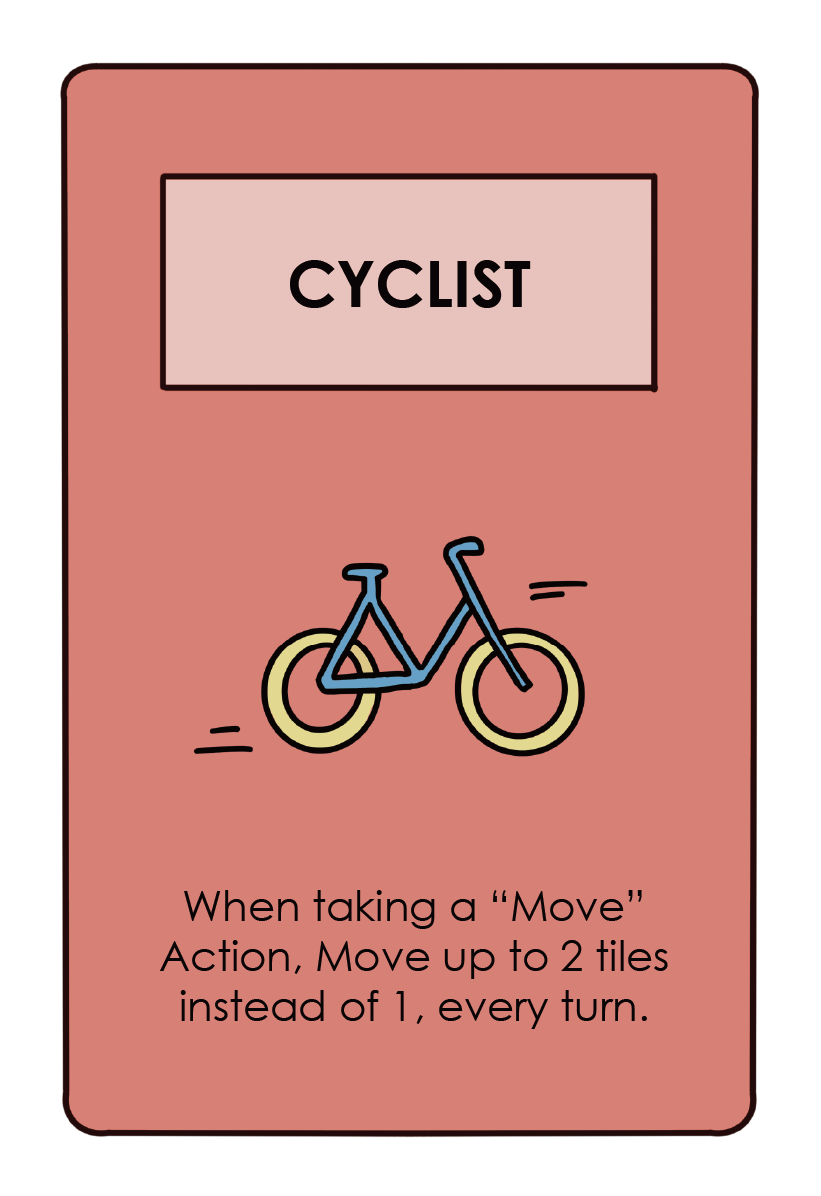 CYCLIST
When taking a “Move”
Action, Move up to 2 tiles
instead of 1, every turn.